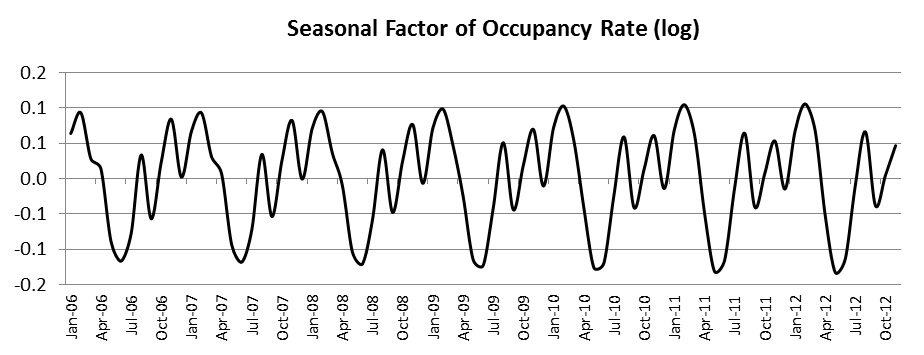 Seasonal Factor of Occupancy Rate (log)
0.2
0.1
0.1
0.0
-0.1
-0.1
-0.2
Jan-06
Apr-06
Jul-06
Oct-06
Jan-07
Apr-07
Jul-07
Oct-07
Jan-08
Apr-08
Jul-08
Oct-08
Jan-09
Apr-09
Jul-09
Oct-09
Jan-10
Apr-10
Jul-10
Oct-10
Jan-11
Apr-11
Jul-11
Oct-11
Jan-12
Apr-12
Jul-12
Oct-12